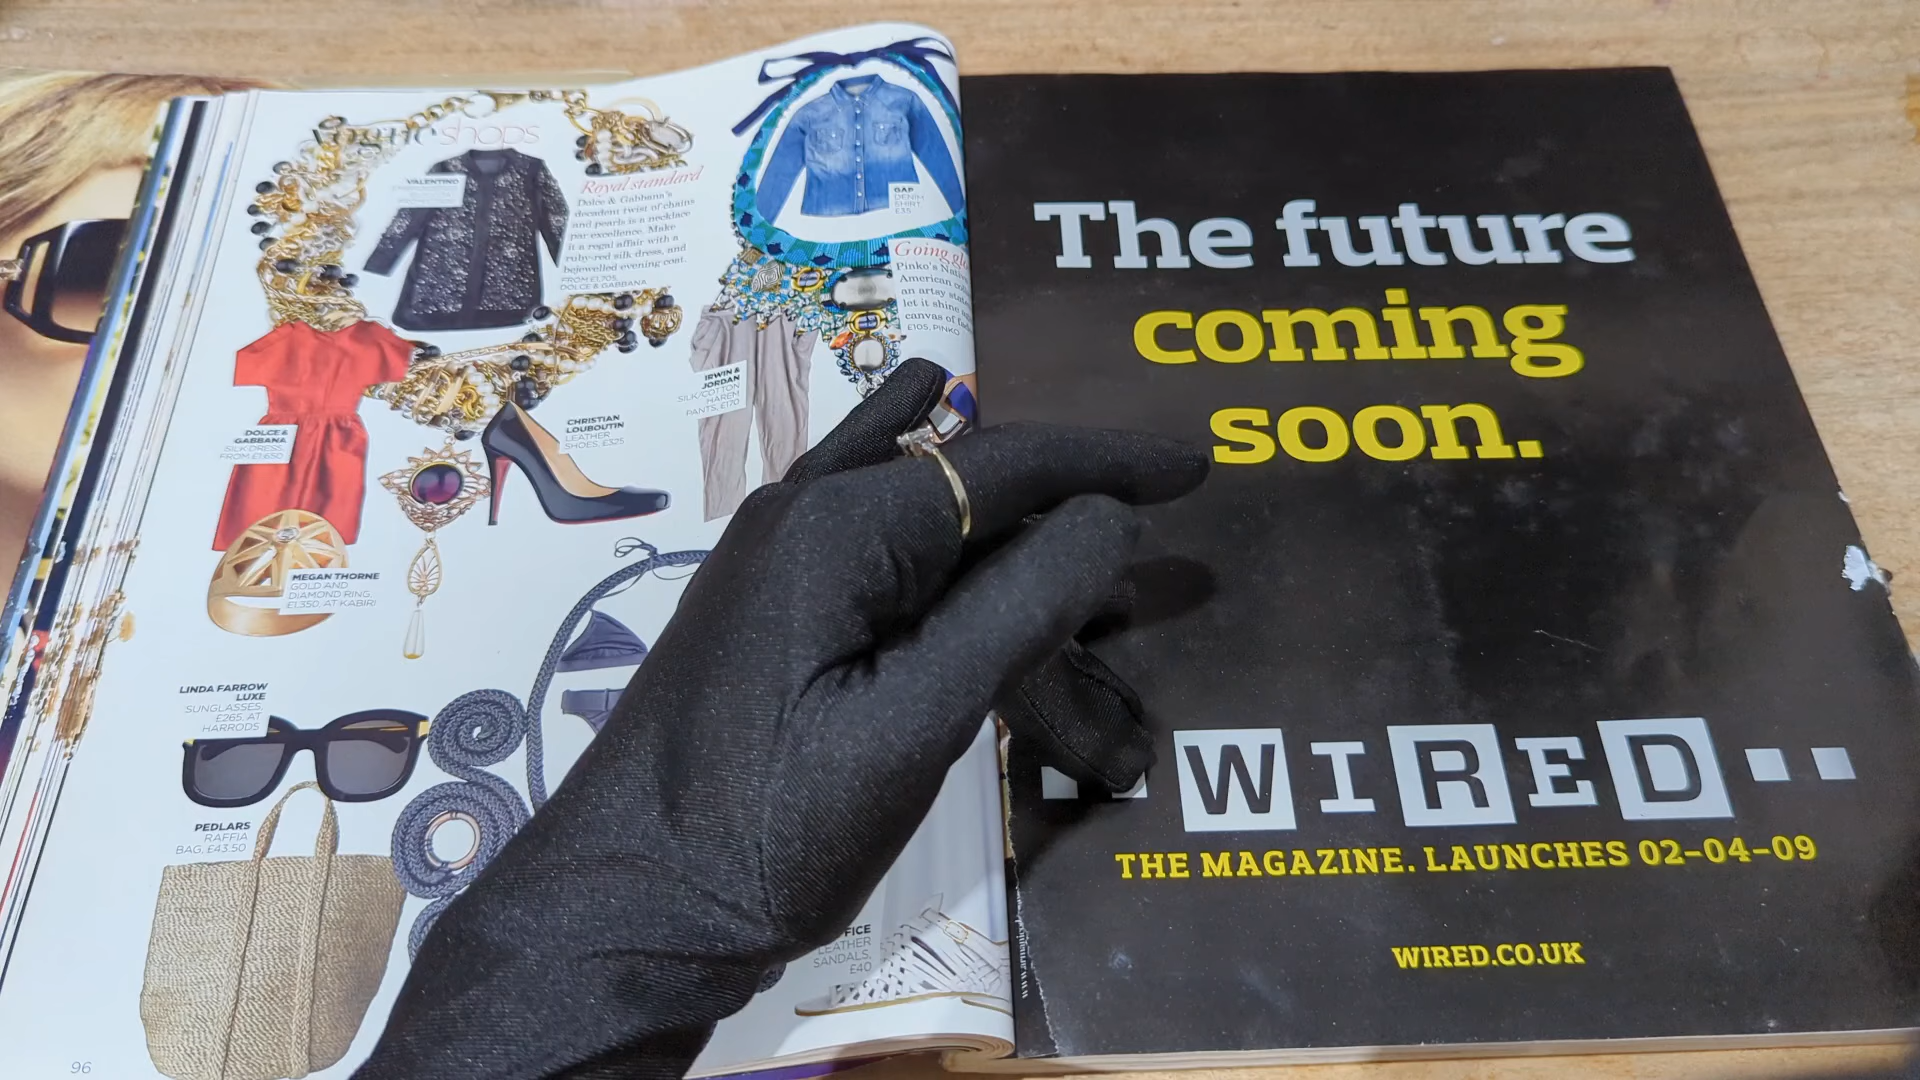 vogue shops
VALENTINO
Royal standard
Dolce & Gabbana's
decadent twist of chains
and pearls is a necklace
par excellence. Make
it a regal affair with a
ruby-red silk dress, and
bejewelled evening coat.
FROM £1,705,
DOLCE & GABBANA
GAP
DENIM
SHIRT,
£35
Going
Pinko's
American
an artsy
let it shine
canvas of
£105, PINKO
IRWIN &
JORDAN
SILK/COTTON
HAREM
PANTS, £170
DOLCE &
GABBANA
SILK DRESS,
FROM £1,650
CHRISTIAN
LOUBOUTIN
LEATHER
SHOES, £325
MEGAN THORNE
GOLD AND
DIAMOND RING,
£1,350, AT KABIRI
LINDA FARROW
LUXE
SUNGLASSES,
£265, AT
HARRODS
PEDLARS
RAFFIA
BAG, £43.50
LEATHER
SANDALS,
£40
96
The future
coming
soon.
WIRED
THE MAGAZINE. LAUNCHES 02-04-09
WIRED.CO.UK